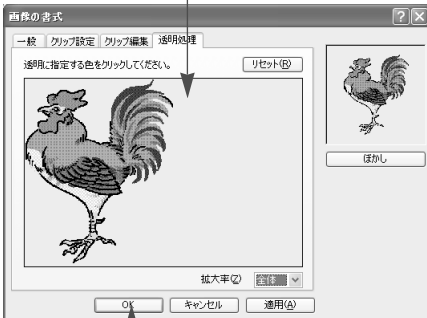 画像の書式
一般 クリップ設定 クリップ編集 透明処理
透明に指定する色をクリックしてください。 リセット(R)
ぼかし
拡大率(Z) 全体
OK キャンセル 適用(A)